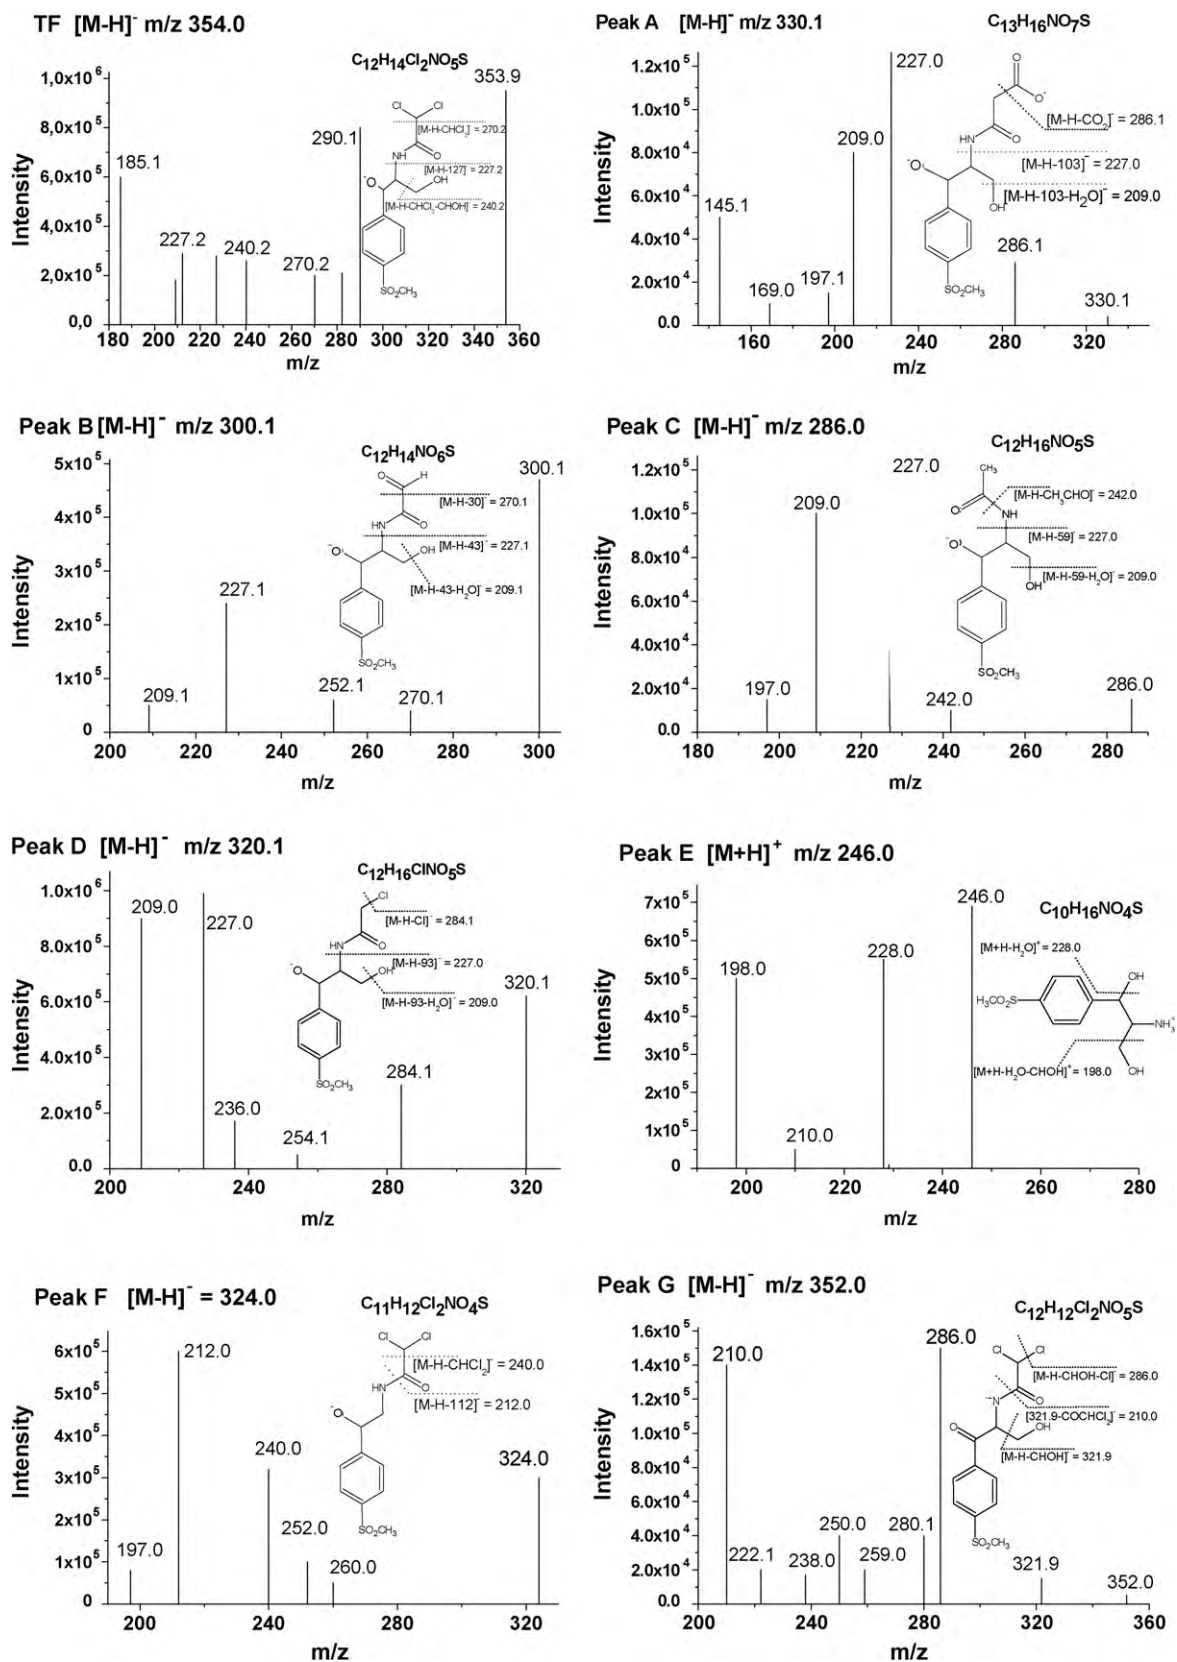 TF [M-H]⁻ m/z 354.0
C₁₂H₁₄Cl₂NO₅S
1,0x10⁶
8,0x10⁵
6,0x10⁵
4,0x10⁵
2,0x10⁵
0,0
Intensity
185.1
227.2
240.2
270.2
290.1
353.9
Cl Cl
[M-H-CHCl₂]⁻ = 270.2
NH O
[M-H-127]⁻ = 227.2
⁻O OH
[M-H-CHCl₂-CHOH]⁻ = 240.2
SO₂CH₃
180 200 220 240 260 280 300 320 340 360
m/z
Peak A [M-H]⁻ m/z 330.1
C₁₃H₁₆NO₇S
1.2x10⁵
1.0x10⁵
8.0x10⁴
6.0x10⁴
4.0x10⁴
2.0x10⁴
0.0
Intensity
145.1
169.0
197.1
209.0
227.0
286.1
330.1
O
O⁻
[M-H-CO₂]⁻ = 286.1
NH O
[M-H-103]⁻ = 227.0
⁻O
OH
[M-H-103-H₂O]⁻ = 209.0
SO₂CH₃
160 200 240 280 320
m/z
Peak B [M-H]⁻ m/z 300.1
C₁₂H₁₄NO₆S
5x10⁵
4x10⁵
3x10⁵
2x10⁵
1x10⁵
0
Intensity
209.1
227.1
252.1
270.1
300.1
O H
[M-H-30]⁻ = 270.1
HN O
[M-H-43]⁻ = 227.1
⁻O OH
[M-H-43-H₂O]⁻ = 209.1
SO₂CH₃
200 220 240 260 280 300
m/z
Peak C [M-H]⁻ m/z 286.0
C₁₂H₁₆NO₅S
1.2x10⁵
1.0x10⁵
8.0x10⁴
6.0x10⁴
4.0x10⁴
2.0x10⁴
0.0
Intensity
197.0
209.0
227.0
242.0
286.0
CH₃
[M-H-CH₃CHO]⁻ = 242.0
O NH
[M-H-59]⁻ = 227.0
⁻O
[M-H-59-H₂O]⁻ = 209.0
OH
SO₂CH₃
180 200 220 240 260 280
m/z
Peak D [M-H]⁻ m/z 320.1
C₁₂H₁₆ClNO₅S
1.0x10⁶
8.0x10⁵
6.0x10⁵
4.0x10⁵
2.0x10⁵
0.0
Intensity
209.0
227.0
236.0
254.1
284.1
320.1
Cl
[M-H-Cl]⁻ = 284.1
HN O
[M-H-93]⁻ = 227.0
⁻O OH
[M-H-93-H₂O]⁻ = 209.0
SO₂CH₃
200 240 280 320
m/z
Peak E [M+H]⁺ m/z 246.0
C₁₀H₁₆NO₄S
7x10⁵
6x10⁵
5x10⁵
4x10⁵
3x10⁵
2x10⁵
1x10⁵
0
Intensity
198.0
210.0
228.0
246.0
[M+H-H₂O]⁺ = 228.0
OH
H₃CO₂S
NH₃⁺
[M+H-H₂O-CHOH]⁺ = 198.0
OH
200 220 240 260 280
m/z
Peak F [M-H]⁻ = 324.0
C₁₁H₁₂Cl₂NO₄S
6x10⁵
5x10⁵
4x10⁵
3x10⁵
2x10⁵
1x10⁵
0
Intensity
197.0
212.0
240.0
252.0
260.0
324.0
Cl Cl
[M-H-CHCl₂]⁻ = 240.0
HN O
[M-H-112]⁻ = 212.0
⁻O
SO₂CH₃
200 240 280 320
m/z
Peak G [M-H]⁻ m/z 352.0
C₁₂H₁₂Cl₂NO₅S
1.6x10⁵
1.4x10⁵
1.2x10⁵
1.0x10⁵
8.0x10⁴
6.0x10⁴
4.0x10⁴
2.0x10⁴
0.0
Intensity
210.0
222.1
238.0
250.0
259.0
280.1
286.0
321.9
352.0
Cl Cl
[M-H-CHOH-Cl]⁻ = 286.0
⁻N O
[321.9-COCHCl₂]⁻ = 210.0
O OH
[M-H-CHOH]⁻ = 321.9
SO₂CH₃
200 240 280 320 360
m/z